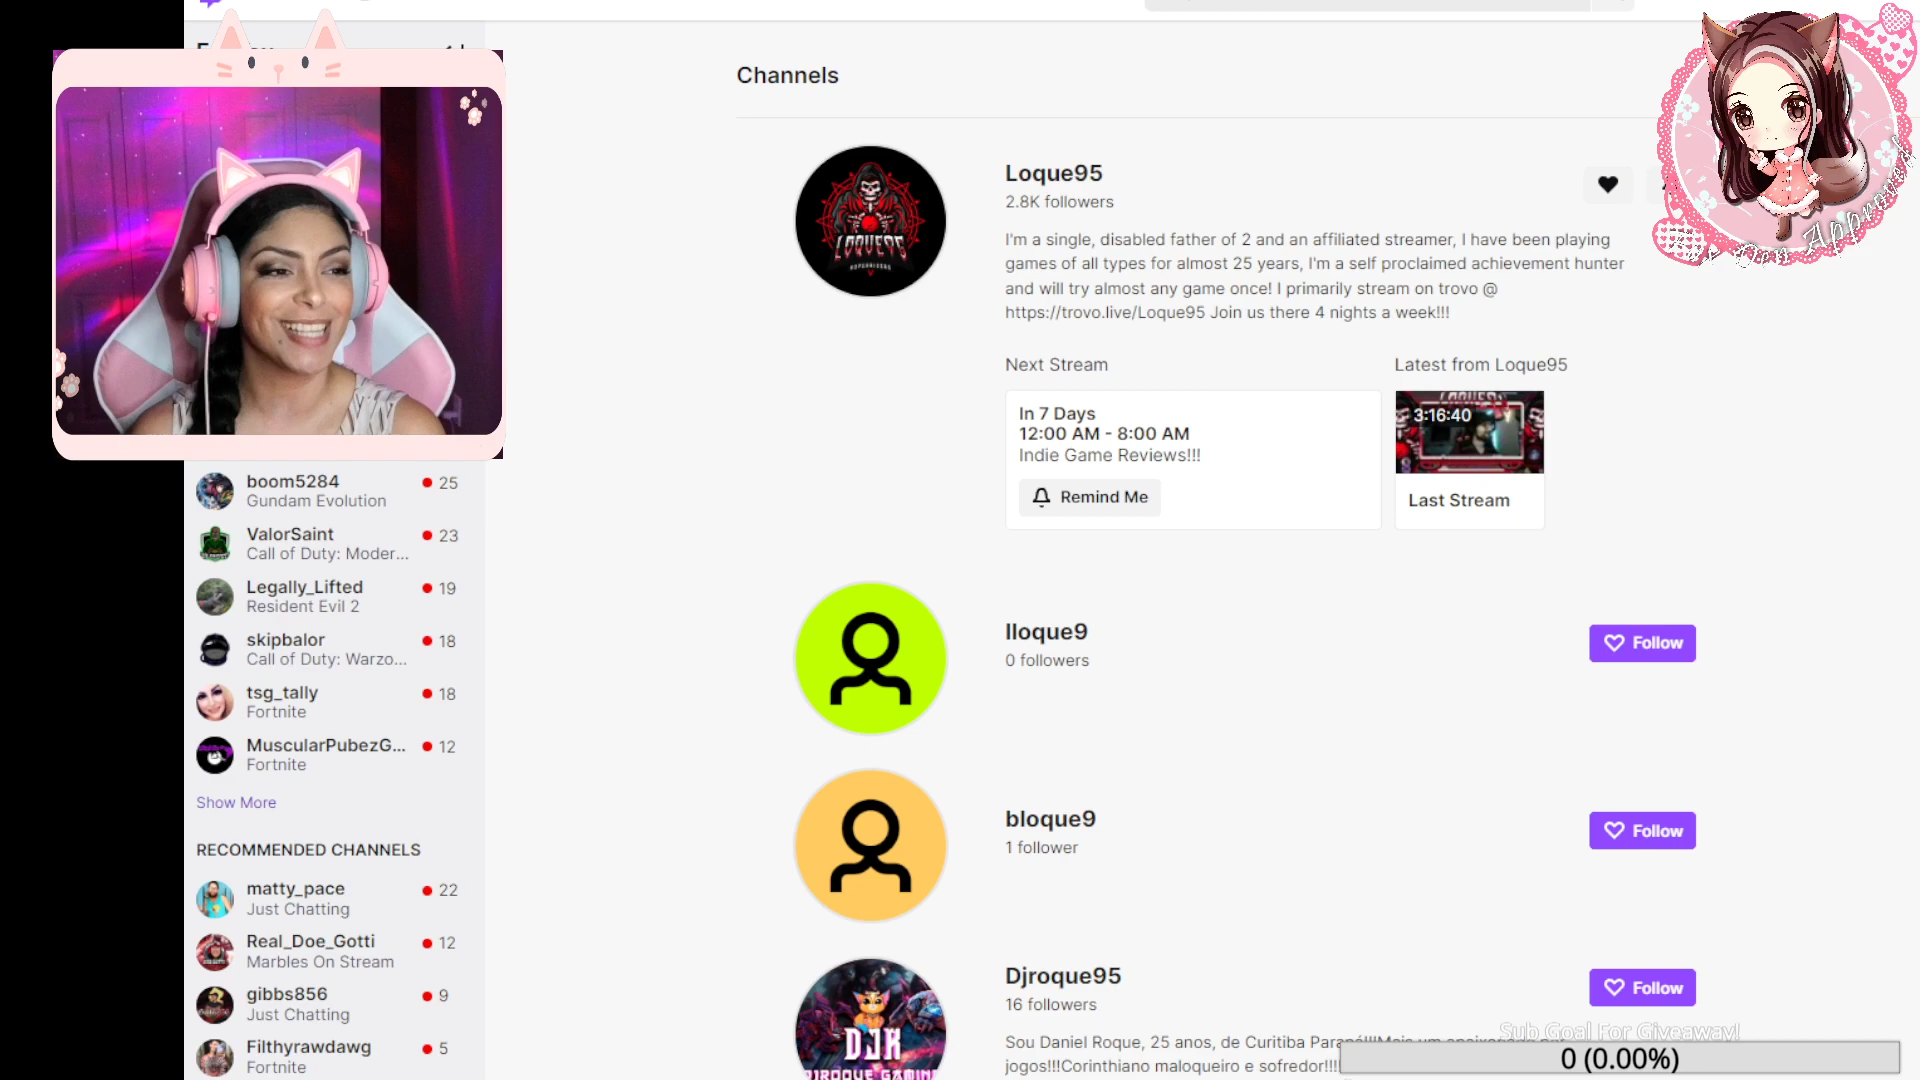 Channels
Loque95
2.8K followers
I'm a single, disabled father of 2 and an affiliated streamer, I have been playing
games of all types for almost 25 years, I'm a self proclaimed achievement hunter
and will try almost any game once! I primarily stream on trovo @
https://trovo.live/Loque95 Join us there 4 nights a week!!!
Next Stream
In 7 Days
12:00 AM - 8:00 AM
Indie Game Reviews!!!
Remind Me
Latest from Loque95
3:16:40
Last Stream
lloque9
0 followers
Follow
bloque9
1 follower
Follow
Djroque95
16 followers
Follow
Sou Daniel Roque, 25 anos, de Curitiba
jogos!!!Corinthiano maloqueiro e sofredor!!!!
boom5284
25
Gundam Evolution
ValorSaint
23
Call of Duty: Moder...
Legally_Lifted
19
Resident Evil 2
skipbalor
18
Call of Duty: Warzo...
tsg_tally
18
Fortnite
MuscularPubezG...
12
Fortnite
Show More
RECOMMENDED CHANNELS
matty_pace
22
Just Chatting
Real_Doe_Gotti
12
Marbles On Stream
gibbs856
9
Just Chatting
Filthyrawdawg
5
Fortnite
LOQUE95
DJR
DJROQUE GAMING
Approved
Sub Goal For Giveaway!
0 (0.00%)